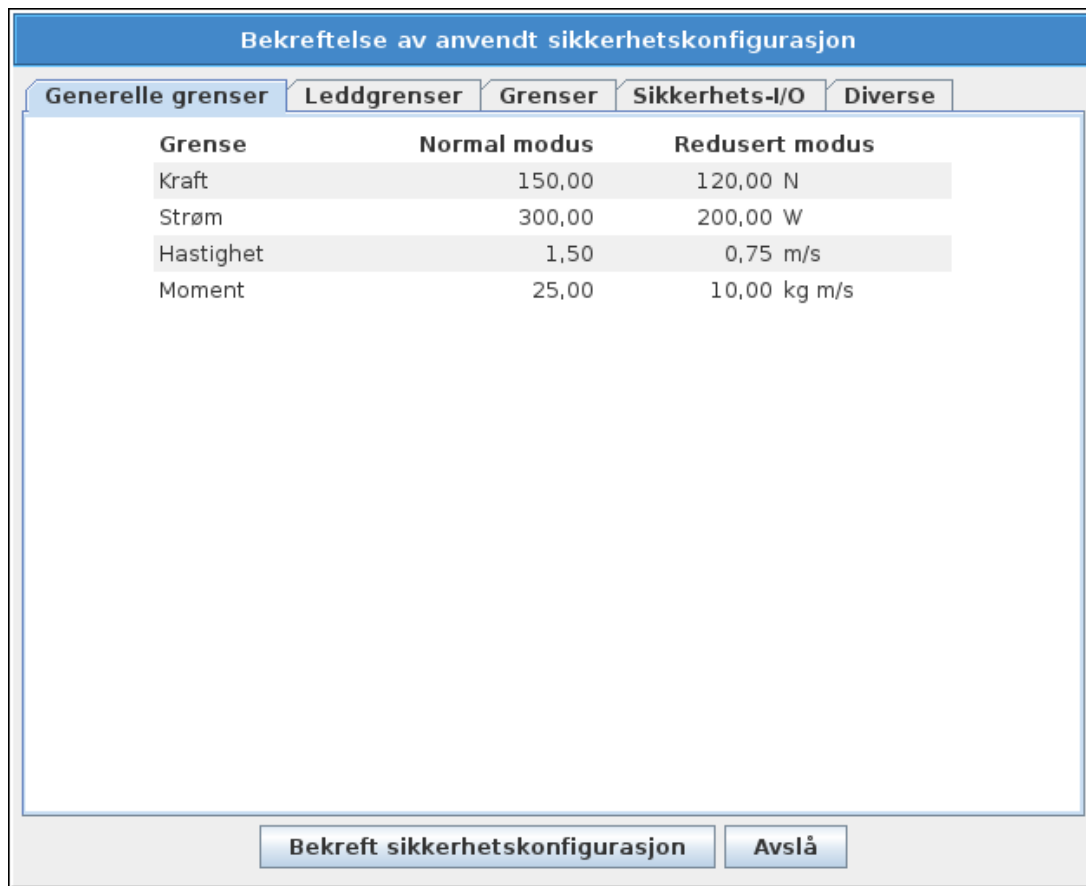 Bekreftelse av anvendt sikkerhetskonfigurasjon
Generelle grenser Leddgrenser Grenser Sikkerhets-I/O Diverse
Grense Normal modus Redusert modus
Kraft 150,00 120,00 N
Strøm 300,00 200,00 W
Hastighet 1,50 0,75 m/s
Moment 25,00 10,00 kg m/s
Bekreft sikkerhetskonfigurasjon Avslå